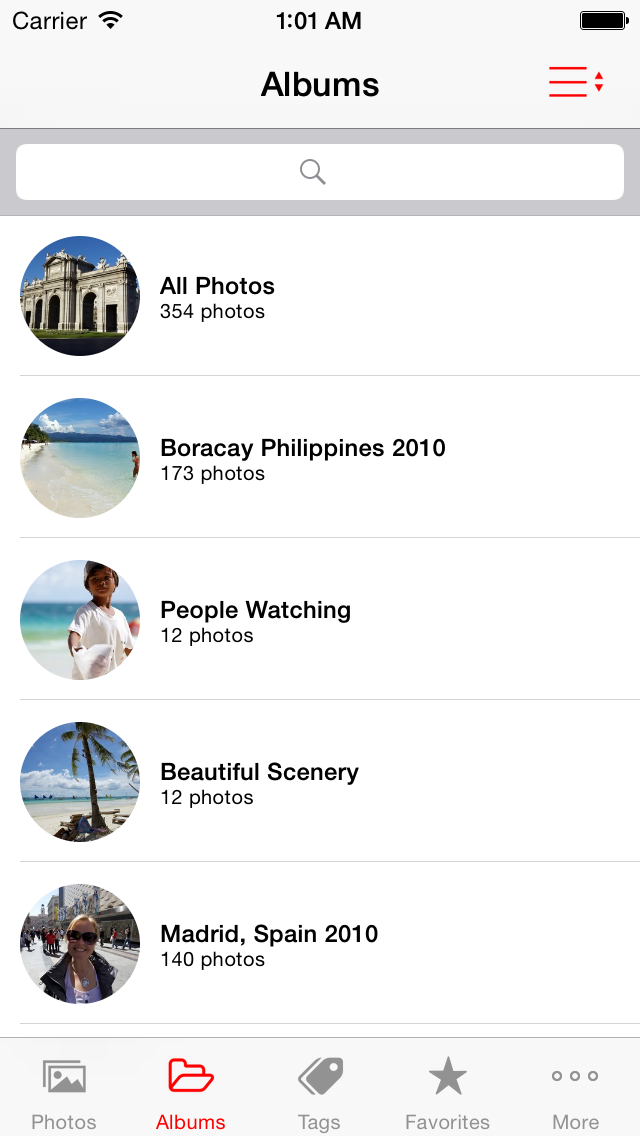 Carrier 1:01 AM
Albums
All Photos
354 photos
Boracay Philippines 2010
173 photos
People Watching
12 photos
Beautiful Scenery
12 photos
Madrid, Spain 2010
140 photos
Photos Albums Tags Favorites More